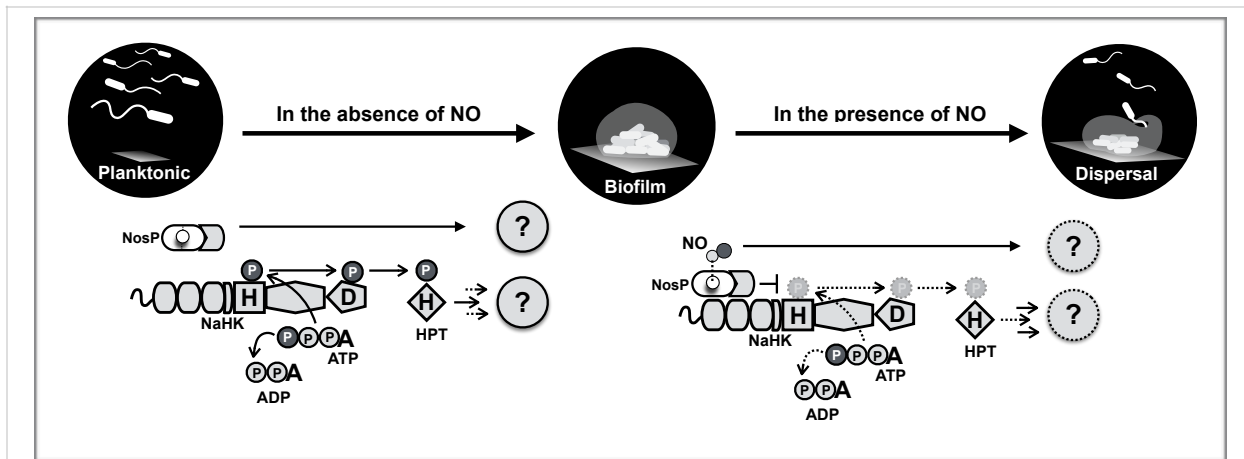 In the absence of NO
In the presence of NO
Planktonic
Biofilm
Dispersal
NosP
?
P
P
P
H
D
H
NaHK
HPT
?
P P P A
ATP
P P A
ADP
NO
?
NosP
P
P
P
H
D
H
NaHK
HPT
?
P P P A
ATP
P P A
ADP